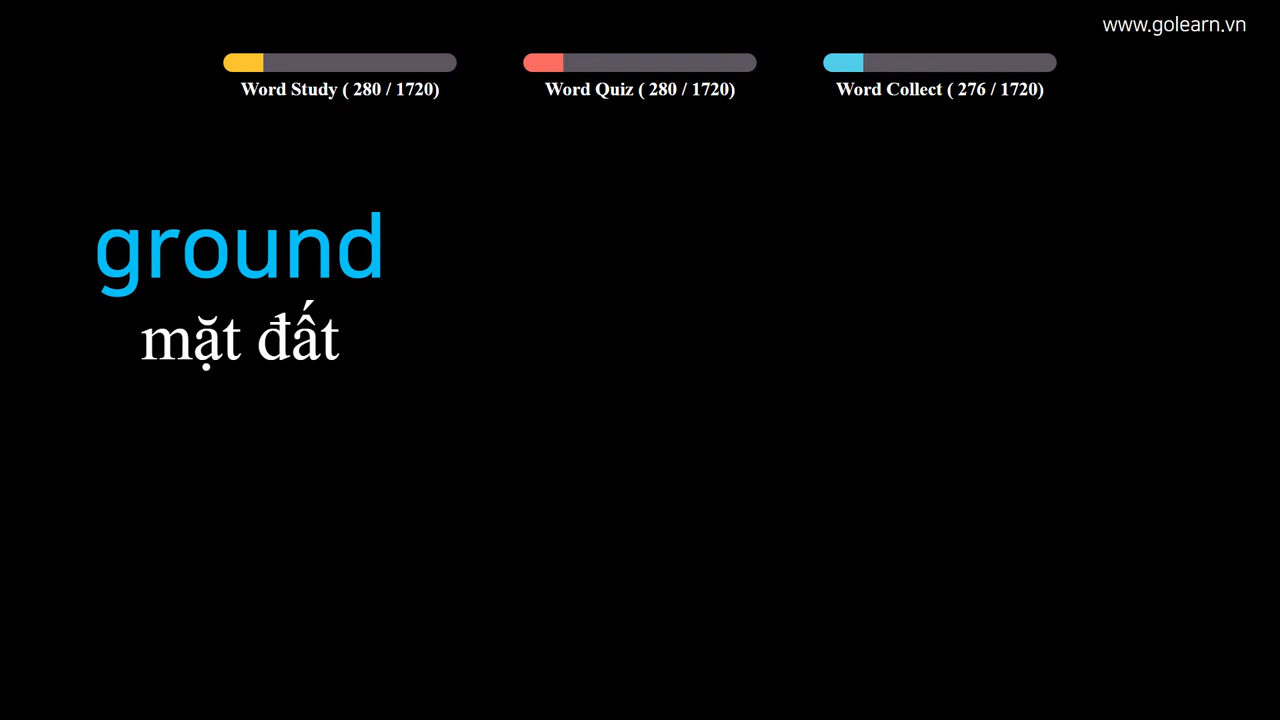 www.golearn.vn
Word Study ( 280 / 1720)
Word Quiz ( 280 / 1720)
Word Collect ( 276 / 1720)
ground
mặt đất